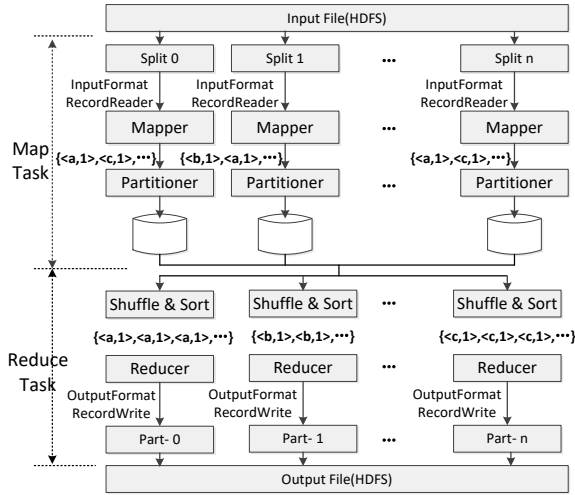 Input File(HDFS)
Split 0 Split 1 ••• Split n
InputFormat InputFormat InputFormat
RecordReader RecordReader RecordReader
Mapper Mapper ••• Mapper
Map
Task
{<a,1>,<c,1>,•••} {<b,1>,<a,1>,•••} {<a,1>,<c,1>,•••}
Partitioner Partitioner ••• Partitioner
Shuffle & Sort Shuffle & Sort ••• Shuffle & Sort
{<a,1>,<a,1>,<a,1>,•••} {<b,1>,<b,1>,•••} {<c,1>,<c,1>,<c,1>,•••}
Reduce
Task
Reducer Reducer ••• Reducer
OutputFormat OutputFormat OutputFormat
RecordWrite RecordWrite RecordWrite
Part- 0 Part- 1 ••• Part- n
Output File(HDFS)